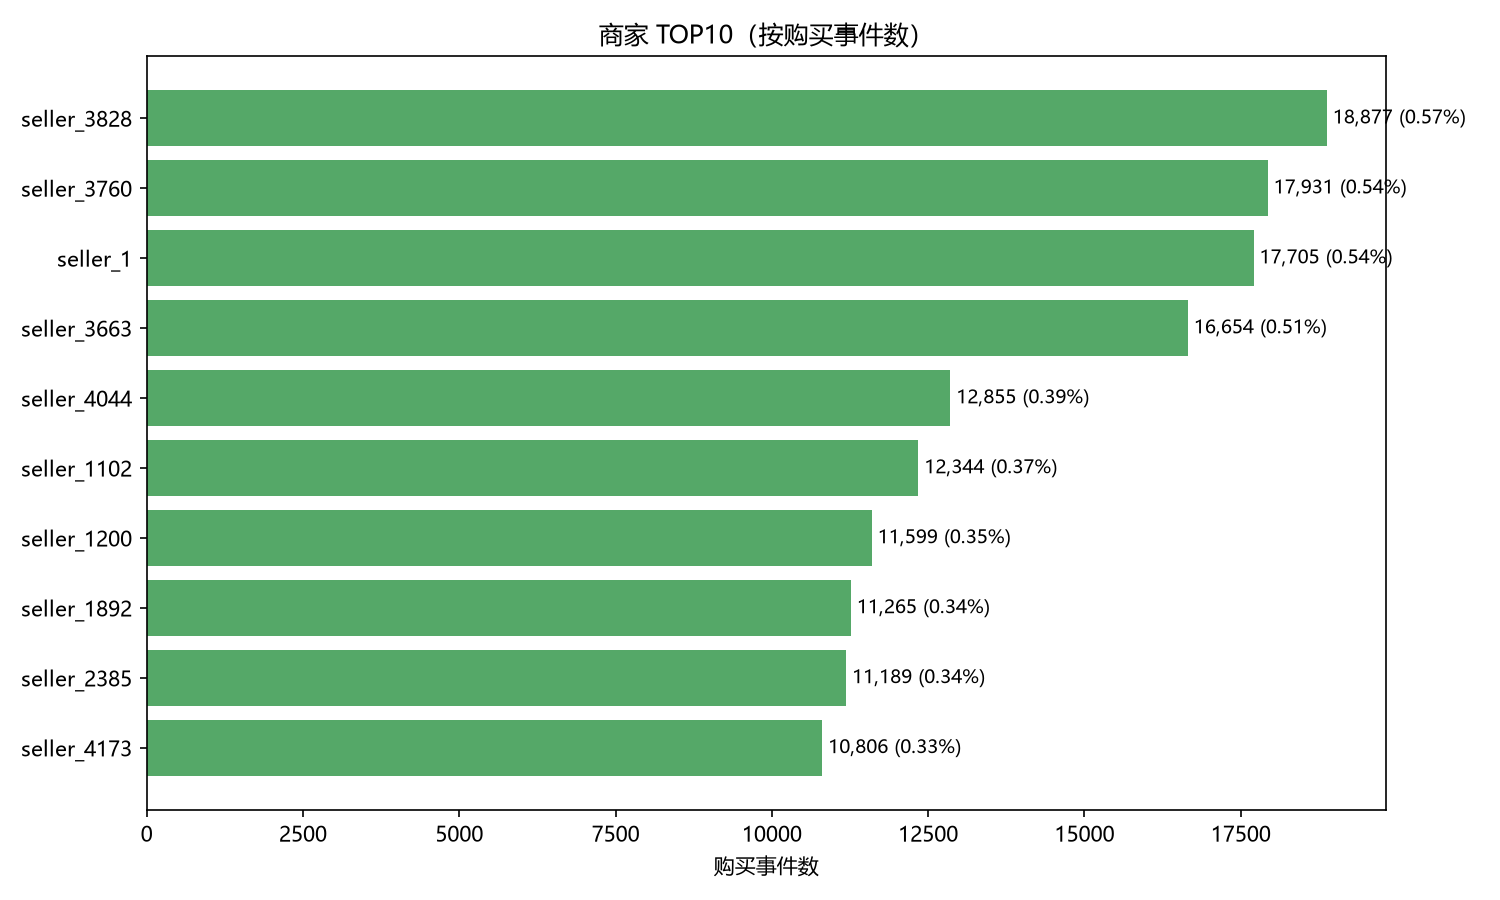 商家 TOP10（按购买事件数）
seller_3828 18,877 (0.57%)
seller_3760 17,931 (0.54%)
seller_1 17,705 (0.54%)
seller_3663 16,654 (0.51%)
seller_4044 12,855 (0.39%)
seller_1102 12,344 (0.37%)
seller_1200 11,599 (0.35%)
seller_1892 11,265 (0.34%)
seller_2385 11,189 (0.34%)
seller_4173 10,806 (0.33%)
0 2500 5000 7500 10000 12500 15000 17500
购买事件数